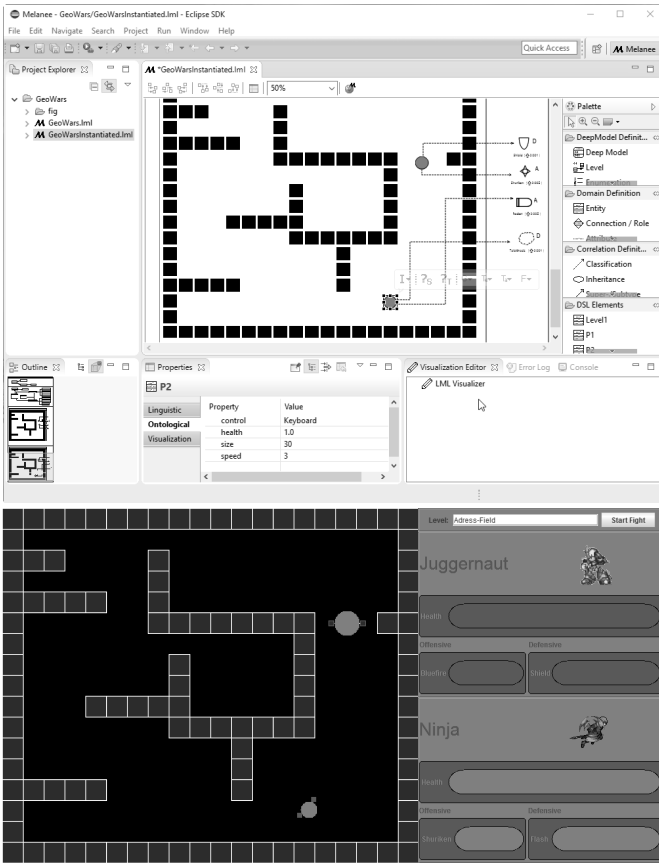 Melanee - GeoWars/GeoWarsInstantiated.lml - Eclipse SDK
File Edit Navigate Search Project Run Window Help
Quick Access
Melanee
Project Explorer
*GeoWarsInstantiated.lml
50%
GeoWars
fig
GeoWars.lml
GeoWarsInstantiated.lml
D
A
A
D
Palette
DeepModel Definit...
Deep Model
Level
Enumeration
Domain Definition
Entity
Connection / Role
Attribute
Correlation Definit...
Classification
Inheritance
DSL Elements
Level1
P1
P2
Outline
Properties
P2
Linguistic
Ontological
Visualization
Property Value
control Keyboard
health 1.0
size 30
speed 3
Visualization Editor Error Log Console
LML Visualizer
Level: Adress-Field Start Fight
Juggernaut
Health
Offensive Defensive
Shield
Ninja
Health
Offensive Defensive
Shuriken Flash